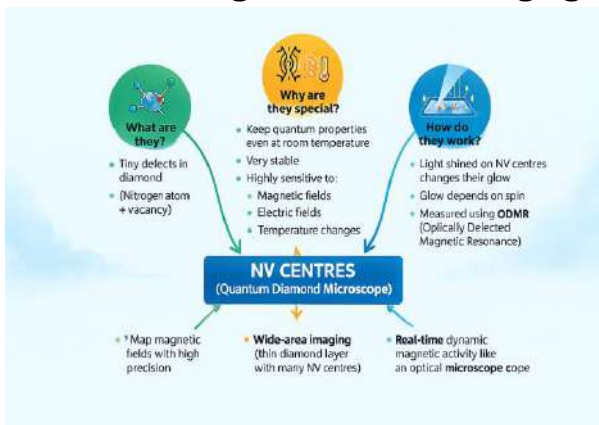 What are
they?
• Tiny defects in
diamond
• (Nitrogen atom
+ vacancy)
Why are
they special?
• Keep quantum properties
even at room temperature
• Very stable
• Highly sensitive to:
• Magnetic fields
• Electric fields
• Temperature changes
How do
they work?
• Light shined on NV centres
changes their glow
• Glow depends on spin
• Measured using ODMR
(Oplically Delected
Magnetic Resonance)
NV CENTRES
(Quantum Diamond Microscope)
• Map magnetic
fields with high
precision
• Wide-area imaging
(thin diamond layer
with many NV centres)
• Real-time dynamic
magnetic activity like
an optical microscope cope